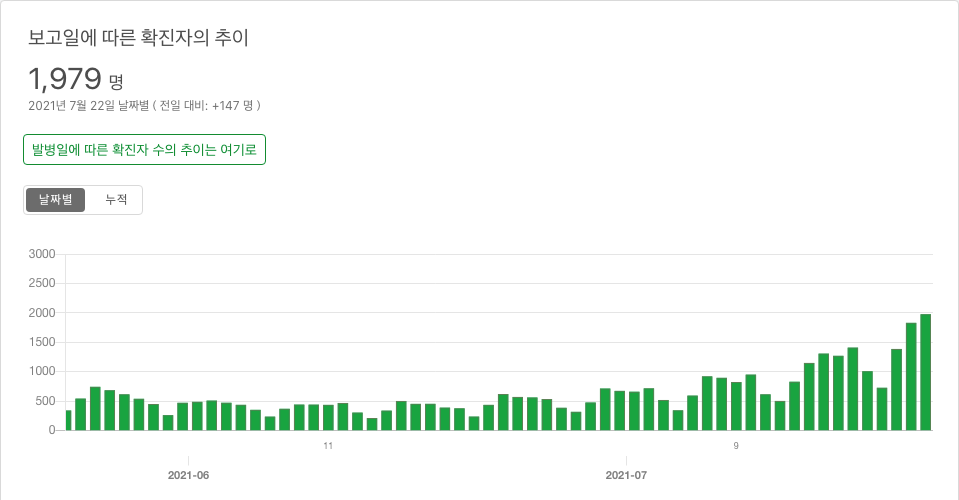 보고일에 따른 확진자의 추이
1,979 명
2021년 7월 22일 날짜별 ( 전일 대비: +147 명 )
발병일에 따른 확진자 수의 추이는 여기로
날짜별 누적
3000
2500
2000
1500
1000
500
0
11 9
2021-06 2021-07